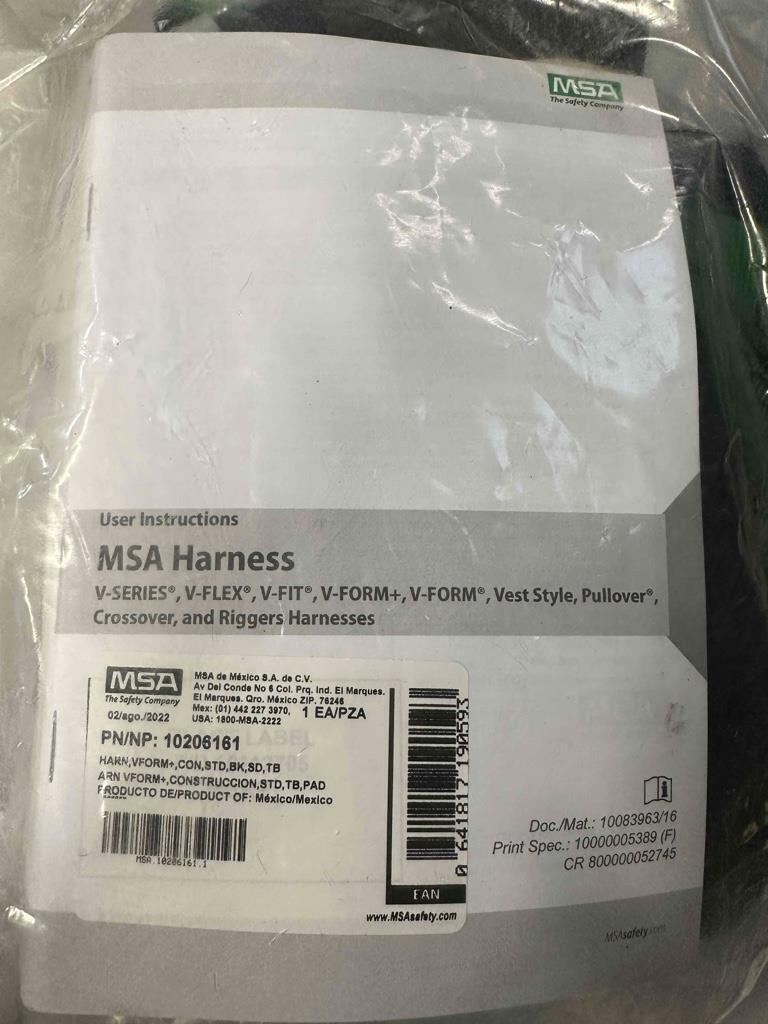 MSA
The Safety Company
User Instructions
MSA Harness
V-SERIES®, V-FLEX®, V-FIT®, V-FORM+, V-FORM®, Vest Style, Pullover®,
Crossover, and Riggers Harnesses
MSA
The Safety Company
02/ago./2022
MSA de México S.A. de C.V.
Av Del Conde No 6 Col. Prq. Ind. El Marques.
El Marques. Qro. México ZIP. 76246
Mex: (01) 442 227 3970,
USA: 1800-MSA-2222
1 EA/PZA
PN/NP: 10206161
HARN,VFORM+,CON,STD,BK,SD,TB
ARN VFORM+,CONSTRUCCION,STD,TB,PAD
PRODUCTO DE/PRODUCT OF: México/Mexico
MSA.10206161.1
0 641817 190593
EAN
www.MSAsafety.com
Doc./Mat.: 10083963/16
Print Spec.: 10000005389 (F)
CR 800000052745
MSAsafety.com